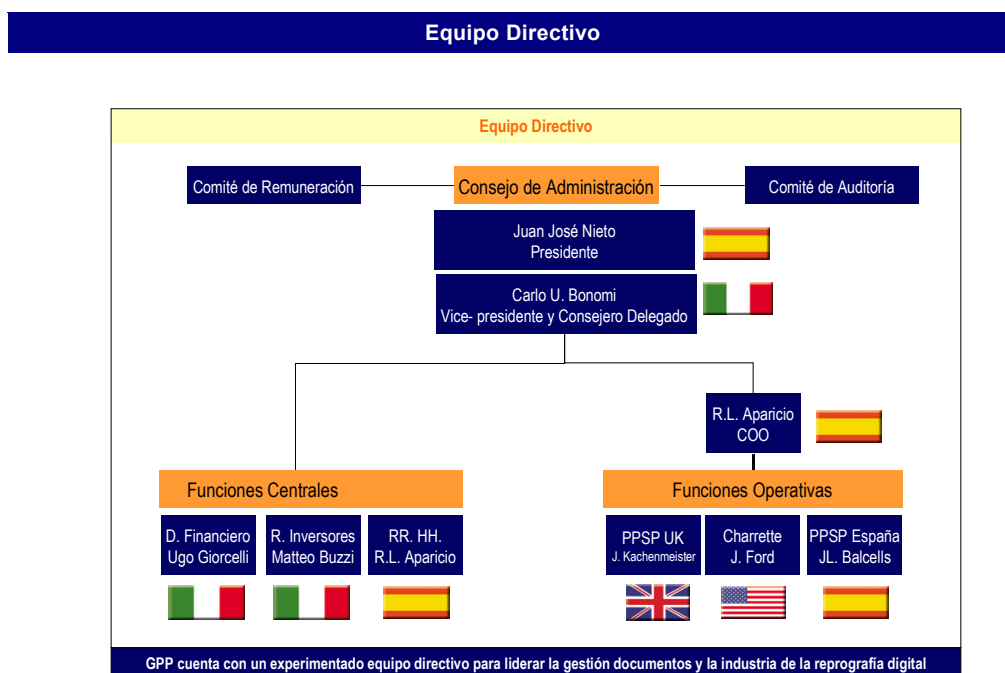 Equipo Directivo
Equipo Directivo
Comité de Remuneración
Consejo de Administración
Comité de Auditoría
Juan José Nieto
Presidente
Carlo U. Bonomi
Vice- presidente y Consejero Delegado
R.L. Aparicio
COO
Funciones Centrales
Funciones Operativas
D. Financiero
Ugo Giorcelli
R. Inversores
Matteo Buzzi
RR. HH.
R.L. Aparicio
PPSP UK
J. Kachenmeister
Charrette
J. Ford
PPSP España
JL. Balcells
GPP cuenta con un experimentado equipo directivo para liderar la gestión documentos y la industria de la reprografía digital